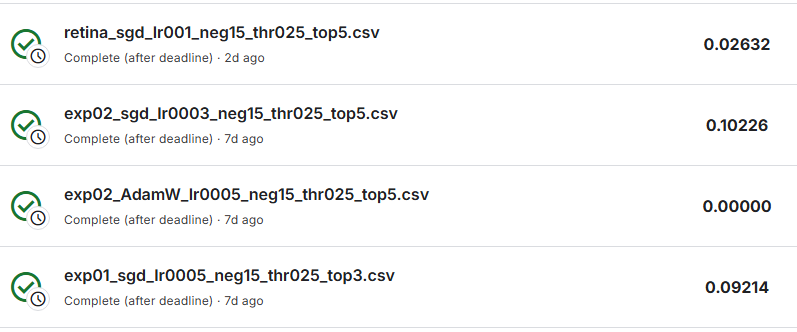 retina_sgd_lr001_neg15_thr025_top5.csv
Complete (after deadline) · 2d ago
0.02632
exp02_sgd_lr0003_neg15_thr025_top5.csv
Complete (after deadline) · 7d ago
0.10226
exp02_AdamW_lr0005_neg15_thr025_top5.csv
Complete (after deadline) · 7d ago
0.00000
exp01_sgd_lr0005_neg15_thr025_top3.csv
Complete (after deadline) · 7d ago
0.09214